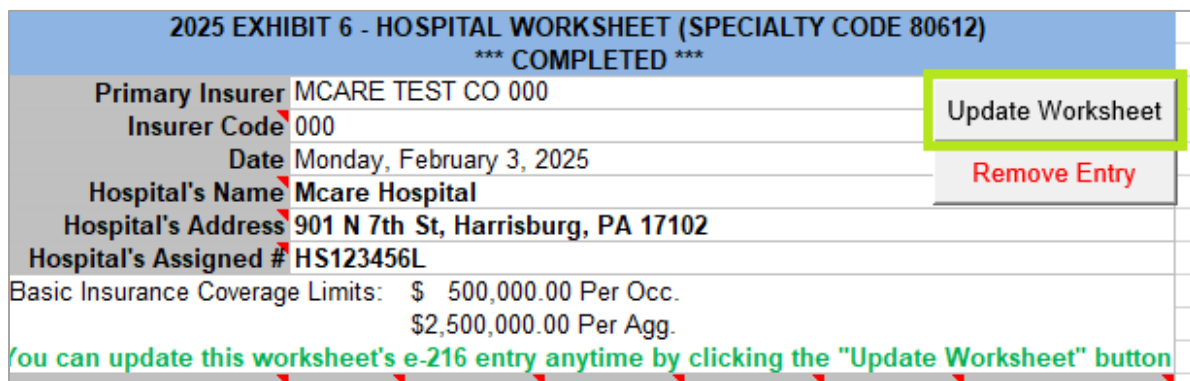 2025 EXHIBIT 6 - HOSPITAL WORKSHEET (SPECIALTY CODE 80612)
*** COMPLETED ***
Primary Insurer MCARE TEST CO 000
Insurer Code 000
Update Worksheet
Date Monday, February 3, 2025
Remove Entry
Hospital's Name Mcare Hospital
Hospital's Address 901 N 7th St, Harrisburg, PA 17102
Hospital's Assigned # HS123456L
Basic Insurance Coverage Limits: $ 500,000.00 Per Occ.
$2,500,000.00 Per Agg.
You can update this worksheet's e-216 entry anytime by clicking the "Update Worksheet" button